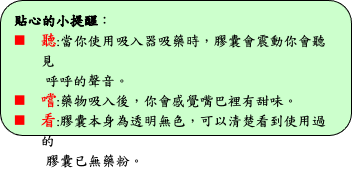 貼心的小提醒：
■ 聽:當你使用吸入器吸藥時，膠囊會震動你會聽
見
呼呼的聲音。
■ 嚐:藥物吸入後，你會感覺嘴巴裡有甜味。
■ 看:膠囊本身為透明無色，可以清楚看到使用過
的
膠囊已無藥粉。